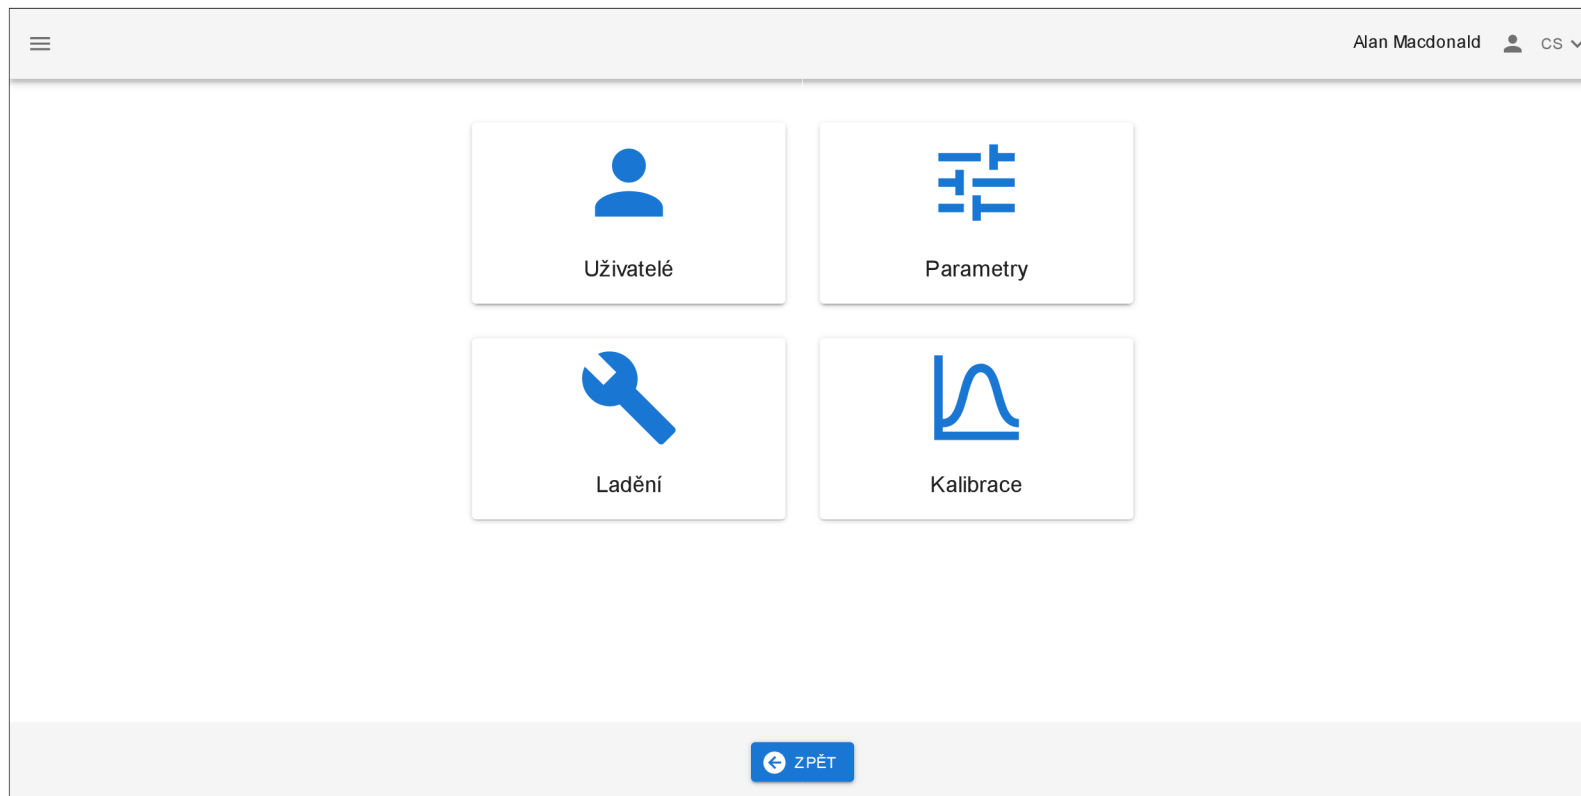 Alan Macdonald CS
Uživatelé
Parametry
Ladění
Kalibrace
ZPĚT